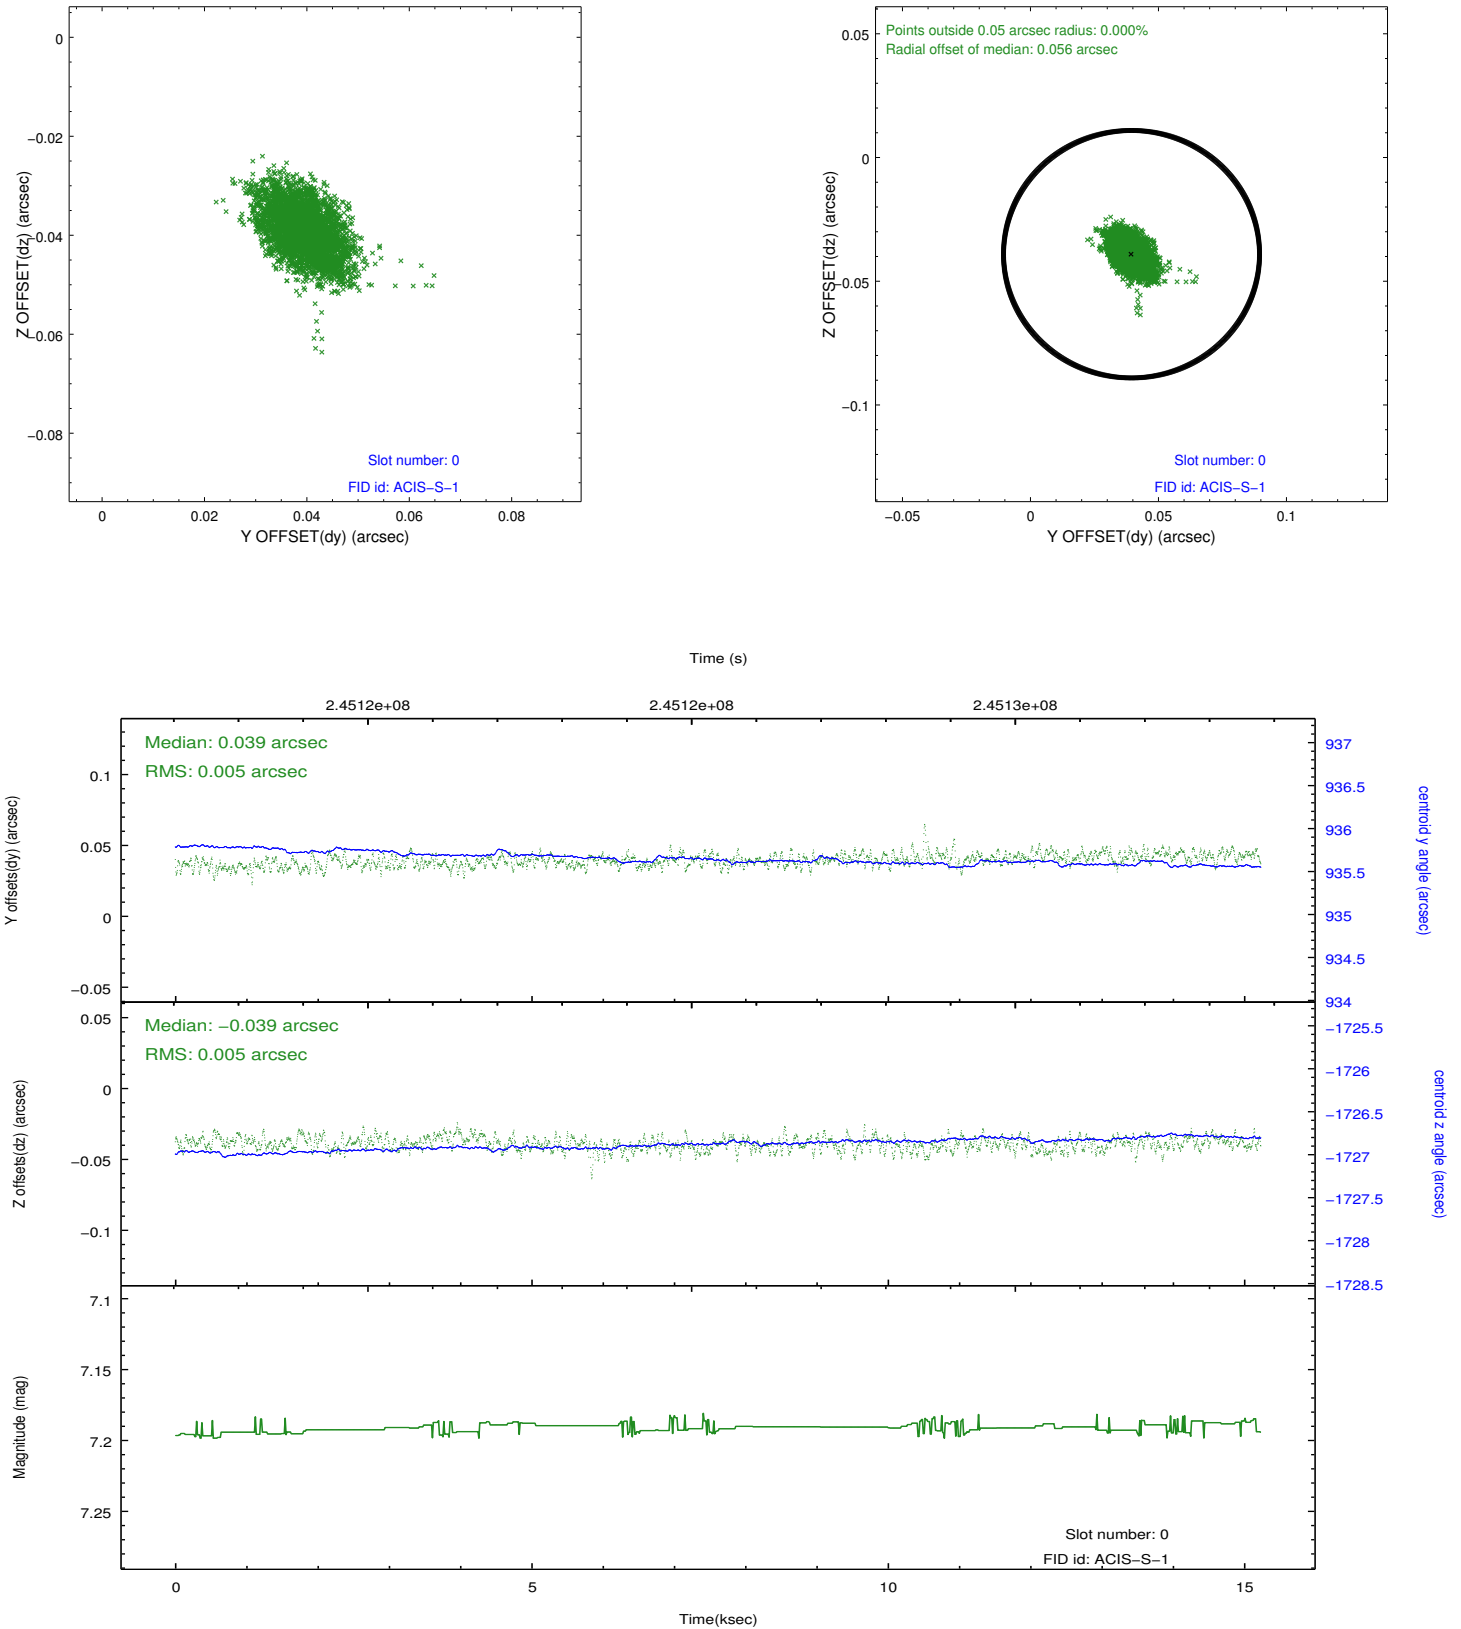 0
−0.02
−0.04
−0.06
−0.08
Z OFFSET(dz) (arcsec)
Slot number: 0
FID id: ACIS−S−1
0
0.02
0.04
0.06
0.08
Y OFFSET(dy) (arcsec)
Points outside 0.05 arcsec radius: 0.000%
Radial offset of median: 0.056 arcsec
0.05
0
−0.05
−0.1
Z OFFSET(dz) (arcsec)
Slot number: 0
FID id: ACIS−S−1
−0.05
0
0.05
0.1
Y OFFSET(dy) (arcsec)
Time (s)
2.4512e+08
2.4512e+08
2.4513e+08
Median: 0.039 arcsec
RMS: 0.005 arcsec
0.1
0.05
0
−0.05
Y offsets(dy) (arcsec)
937
936.5
936
935.5
935
934.5
934
centroid y angle (arcsec)
Median: −0.039 arcsec
RMS: 0.005 arcsec
0.05
0
−0.05
−0.1
Z offsets(dz) (arcsec)
−1725.5
−1726
−1726.5
−1727
−1727.5
−1728
−1728.5
centroid z angle (arcsec)
7.1
7.15
7.2
7.25
Magnitude (mag)
Slot number: 0
FID id: ACIS−S−1
0
5
10
15
Time(ksec)